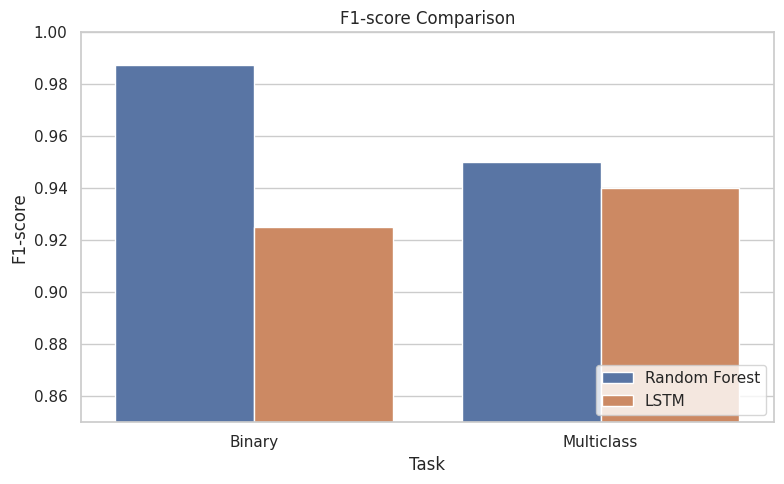 F1-score Comparison
1.00
0.98
0.96
0.94
0.92
0.90
0.88
0.86
F1-score
Binary
Multiclass
Task
Random Forest
LSTM